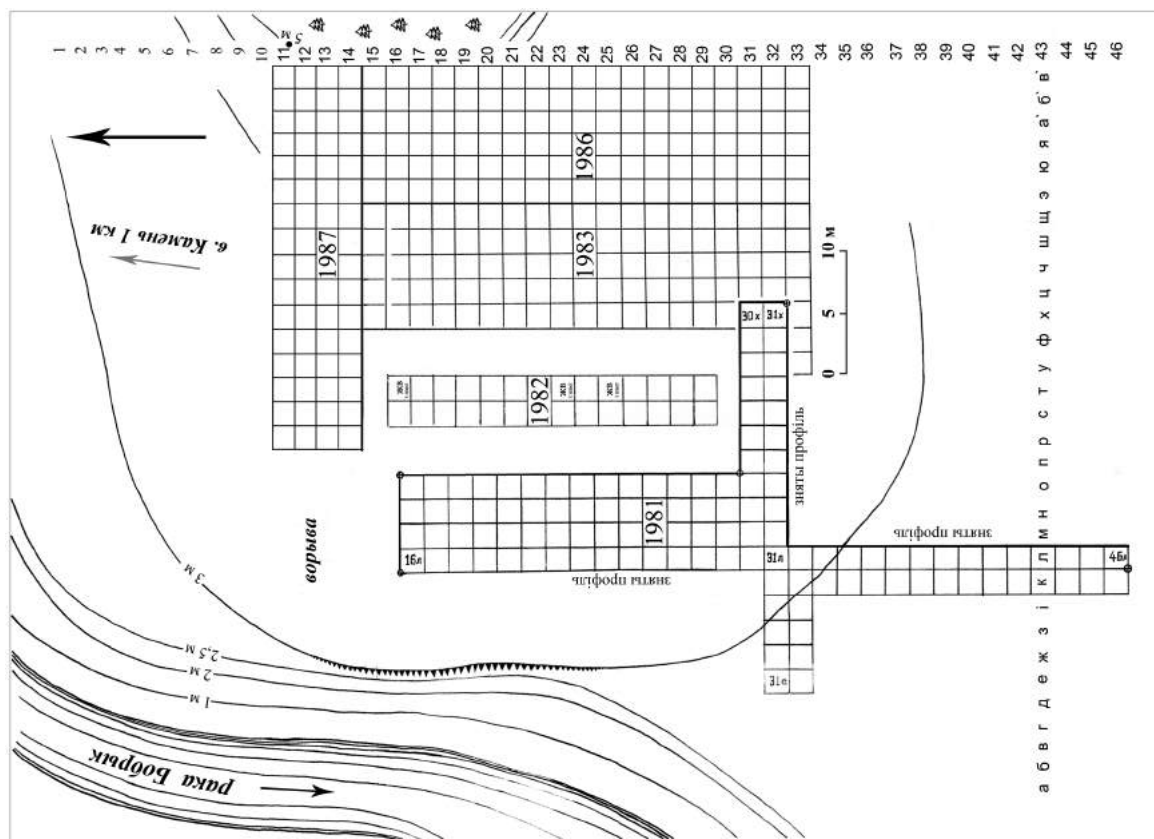 1 2 3 4 5 6 7 8 9 10 11 12 13 14 15 16 17 18 19 20 21 22 23 24 25 26 27 28 29 30 31 32 33 34 35 36 37 38 39 40 41 42 43 44 45 46
5 м
1986
в. Камень 1 км
1987
1983
10 м
5
0
30х 31х
ЖВ
ЖВ
ЖВ
1982
зняты профіль
1981
ворыва
16л
31л
зняты профіль
46л
зняты профіль
3 м
2,5 м
2 м
1 м
31е
рака Бобрык
а б в г д е ж з і к л м н о п р с т у ф х ц ч ш щ э ю я а' б' в'